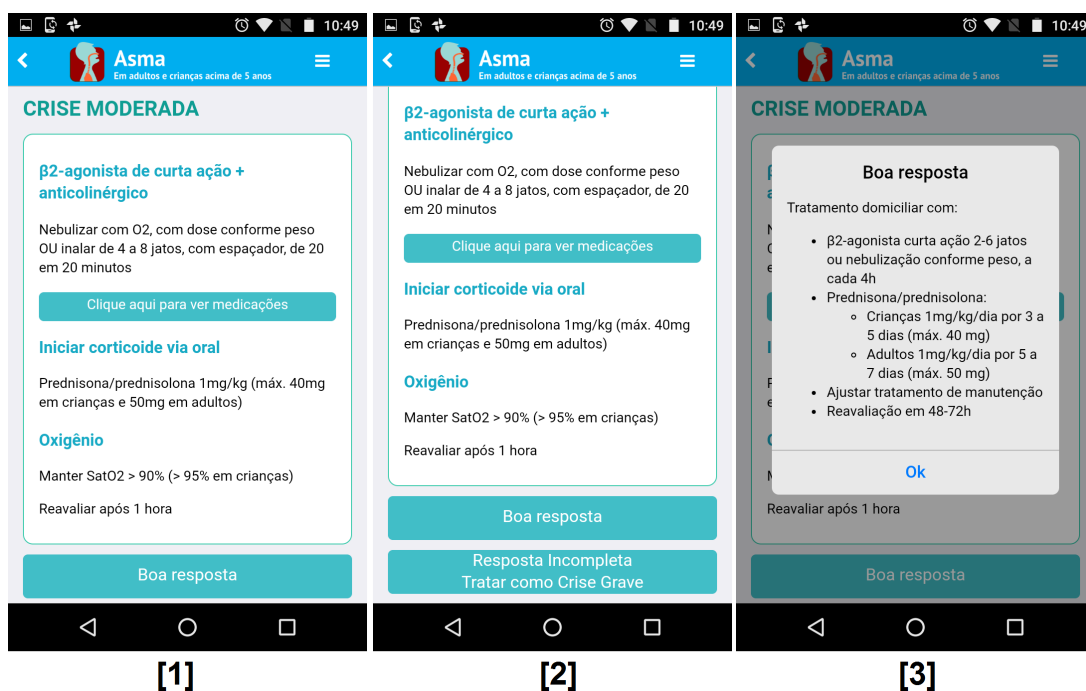 10:49
Asma
Em adultos e crianças acima de 5 anos
CRISE MODERADA
β2-agonista de curta ação +
anticolinérgico
Nebulizar com O2, com dose conforme peso
OU inalar de 4 a 8 jatos, com espaçador, de 20
em 20 minutos
Clique aqui para ver medicações
Iniciar corticoide via oral
Prednisona/prednisolona 1mg/kg (máx. 40mg
em crianças e 50mg em adultos)
Oxigênio
Manter SatO2 > 90% (> 95% em crianças)
Reavaliar após 1 hora
Boa resposta
[1]
10:49
Asma
Em adultos e crianças acima de 5 anos
β2-agonista de curta ação +
anticolinérgico
Nebulizar com O2, com dose conforme peso
OU inalar de 4 a 8 jatos, com espaçador, de 20
em 20 minutos
Clique aqui para ver medicações
Iniciar corticoide via oral
Prednisona/prednisolona 1mg/kg (máx. 40mg
em crianças e 50mg em adultos)
Oxigênio
Manter SatO2 > 90% (> 95% em crianças)
Reavaliar após 1 hora
Boa resposta
Resposta Incompleta
Tratar como Crise Grave
[2]
10:49
Asma
Em adultos e crianças acima de 5 anos
CRISE MODERADA
Boa resposta
Tratamento domiciliar com:
• β2-agonista curta ação 2-6 jatos
ou nebulização conforme peso, a
cada 4h
• Prednisona/prednisolona:
◦ Crianças 1mg/kg/dia por 3 a
5 dias (máx. 40 mg)
◦ Adultos 1mg/kg/dia por 5 a
7 dias (máx. 50 mg)
• Ajustar tratamento de manutenção
• Reavaliação em 48-72h
Ok
Reavaliar após 1 hora
Boa resposta
[3]